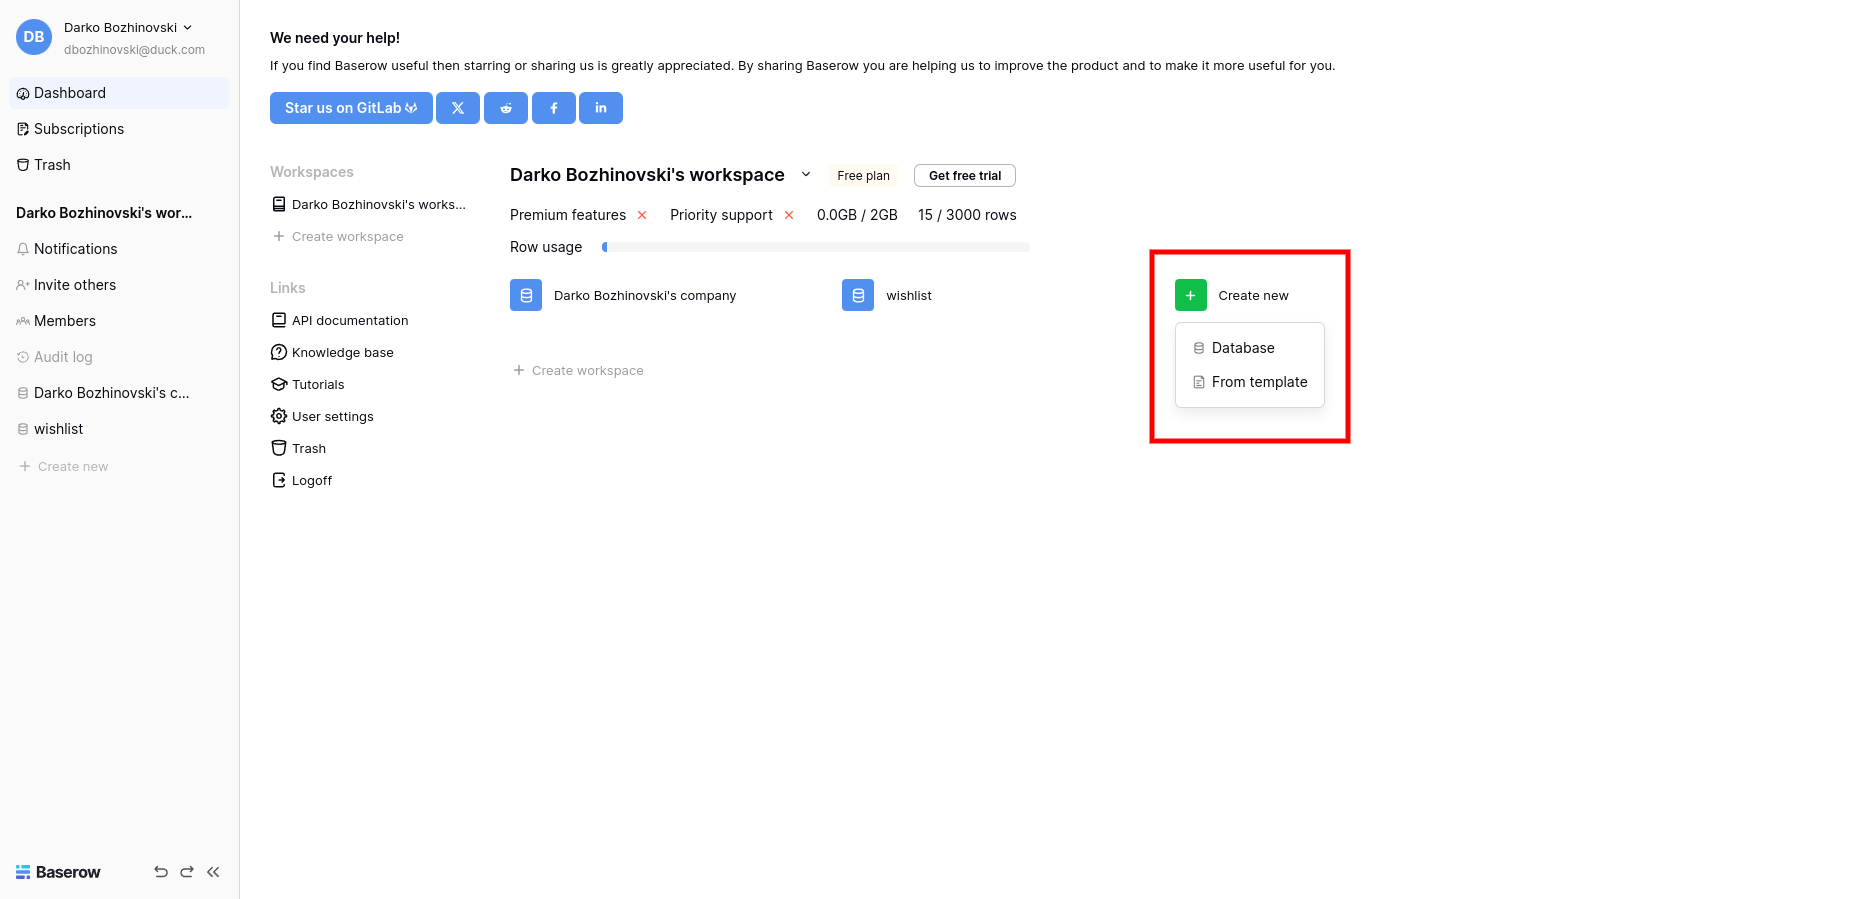 DB
Darko Bozhinovski
dbozhinovski@duck.com
Dashboard
Subscriptions
Trash
Darko Bozhinovski's wor...
Notifications
Invite others
Members
Audit log
Darko Bozhinovski's c...
wishlist
Create new
Baserow
We need your help!
If you find Baserow useful then starring or sharing us is greatly appreciated. By sharing Baserow you are helping us to improve the product and to make it more useful for you.
Star us on GitLab
Workspaces
Darko Bozhinovski's works...
Create workspace
Links
API documentation
Knowledge base
Tutorials
User settings
Trash
Logoff
Darko Bozhinovski's workspace Free plan Get free trial
Premium features Priority support 0.0GB / 2GB 15 / 3000 rows
Row usage
Darko Bozhinovski's company wishlist Create new
Database
From template
Create workspace